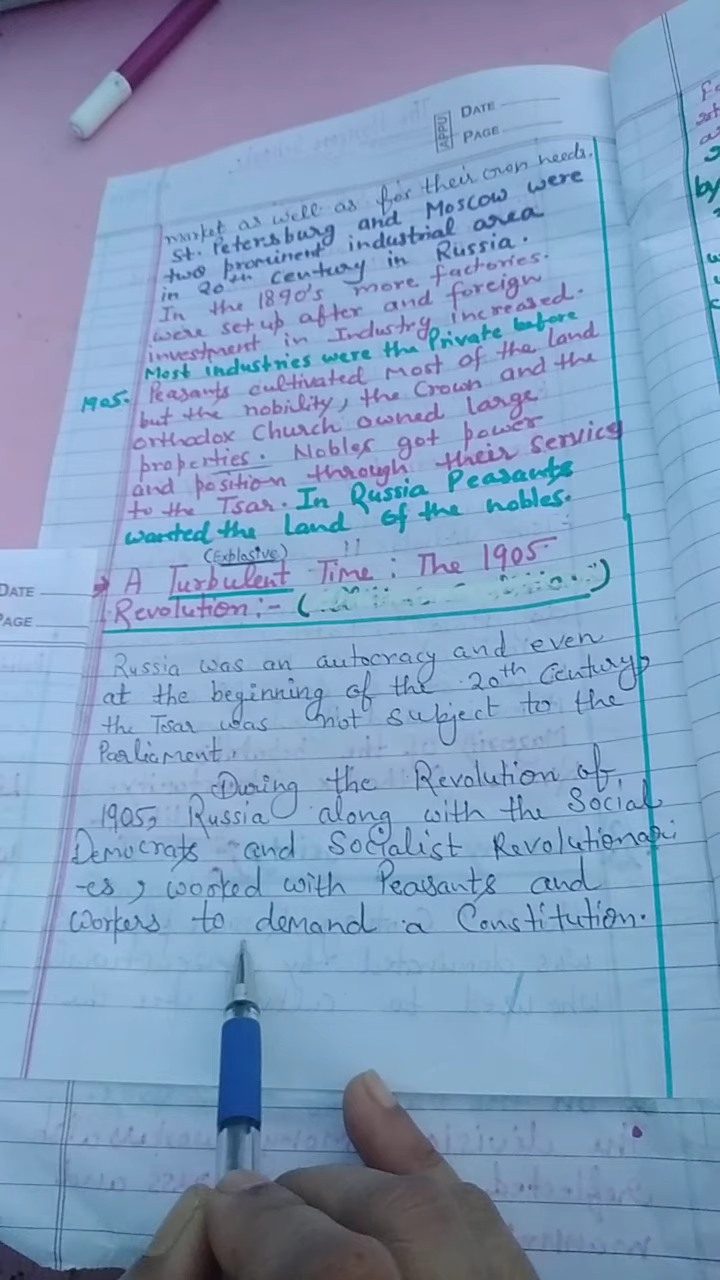 APPU
DATE
PAGE
market as well as for their own needs.
St. Petersburg and Moscow were
two prominent industrial area
in 20th century in Russia.
In the 1890's more factories.
were set up after and foreign
investment in Industry increased.
Most industries were the Private before
1905. Peasants cultivated most of the land
but the nobility, the Crown and the
orthodox Church owned large
properties. Nobles got power
and position through their service
to the Tsar. In Russia Peasants
wanted the Land of the nobles.
(Explosive)
→ A Turbulent Time: The 1905
Revolution:- (
Russia was an autocracy and even
at the beginning of the 20th Century,
the Tsar was not subject to the
Parliament.
During the Revolution of
1905, Russia along with the Social
Democrats and Socialist Revolutionari
-es, worked with Peasants and
Workers to demand a Constitution.
DATE
PAGE